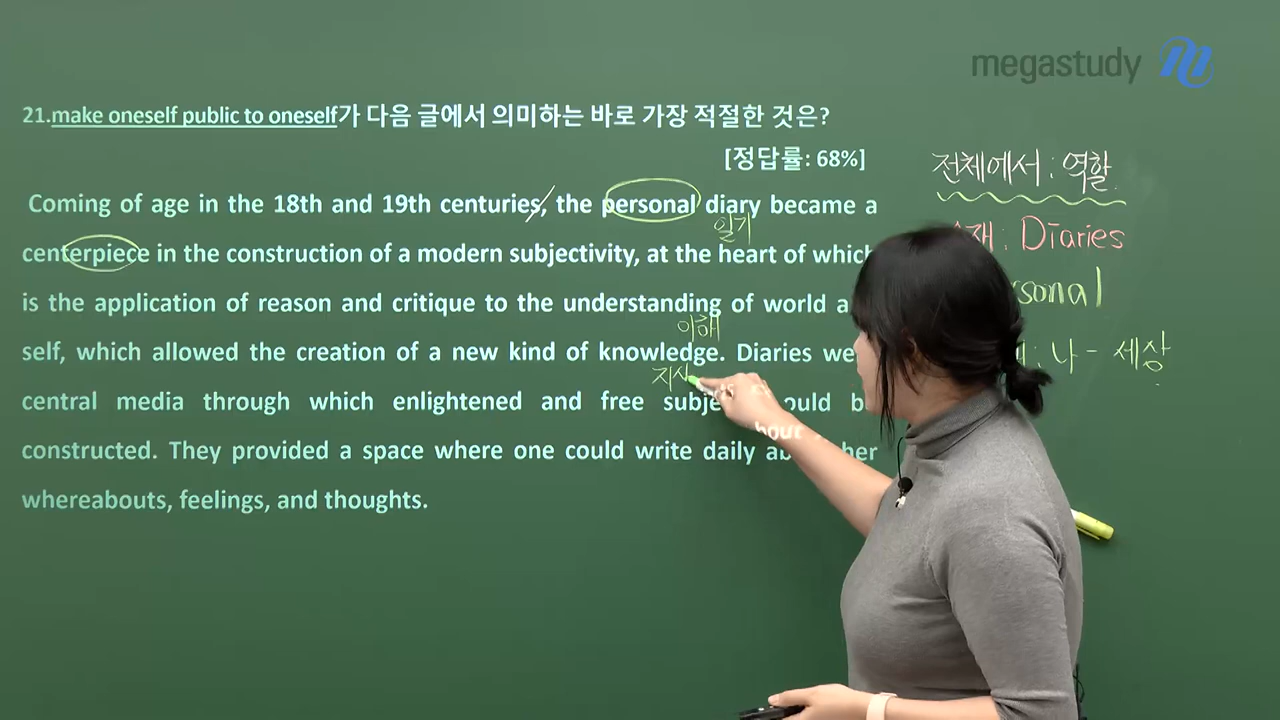 megastudy
21.make oneself public to oneself가 다음 글에서 의미하는 바로 가장 적절한 것은?
[정답률: 68%]
Coming of age in the 18th and 19th centuries, the personal diary became a
일기
centerpiece in the construction of a modern subjectivity, at the heart of which
is the application of reason and critique to the understanding of world a
이해
self, which allowed the creation of a new kind of knowledge. Diaries we
지식
central media through which enlightened and free subje ould b
constructed. They provided a space where one could write daily about her
whereabouts, feelings, and thoughts.
전체에서 : 역할
: Diaries
sonal
: 나 - 세상